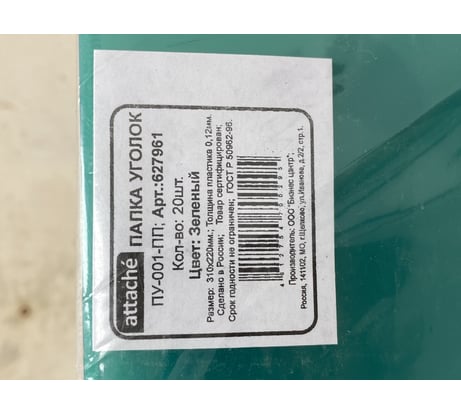 attaché ПАПКА УГОЛОК
ПУ-001-ПП; Арт.:627961
Кол-во: 20шт.
Цвет: Зеленый
Размер: 310x220мм.; Толщина пластика 0,12мм.
Сделано в России; Товар сертифицирован;
Срок годности не ограничен; ГОСТ Р 50962-96.
Производитель: ООО"Бизнес центр";
Россия, 141102, МО, г.Щелково, ул.Иванова, д.2/2, стр.1,